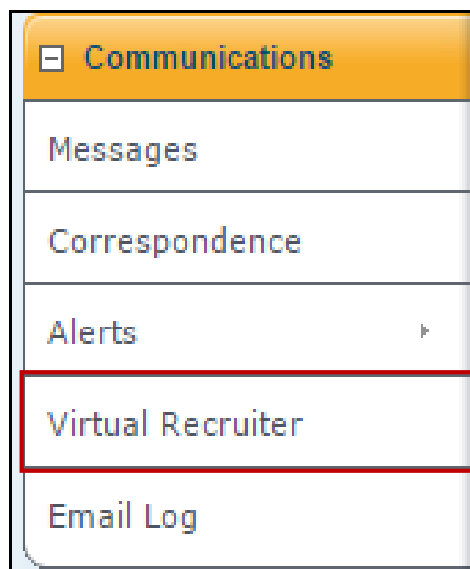 Communications
Messages
Correspondence
Alerts
Virtual Recruiter
Email Log